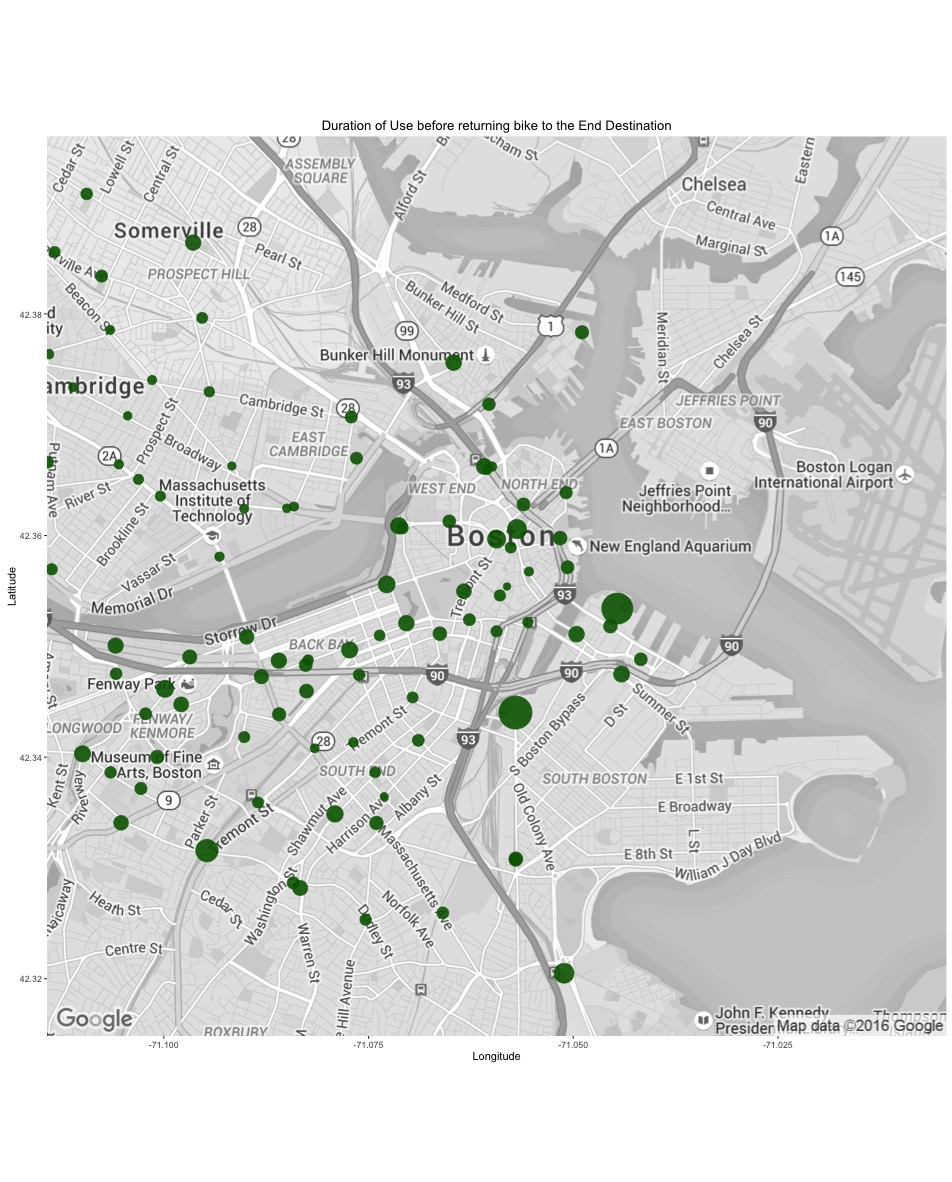 Duration of Use before returning bike to the End Destination
28
Cedar St
Lowell St
Central St
ASSEMBLY
SQUARE
Alford St
Chelsea
Eastern
Central Ave
Marginal St
1A
145
Somerville
28
Pearl St
PROSPECT HILL
Beacon S
Medford St
Bunker Hill St
1
99
Bunker Hill Monument
93
Meridian St
Chelsea St
42.38
d
ity
ambridge
Cambridge St
28
JEFFRIES POINT
EAST BOSTON
90
Prospect St
EAST
CAMBRIDGE
1A
2A
Broadway
Putnam Ave
River St
Massachusetts
Institute of
Technology
WEST END
NORTH END
Jeffries Point
Neighborhood...
Boston Logan
International Airport
Brookline St
42.36
Boston
New England Aquarium
Vassar St
Memorial Dr
Tremont St
93
Latitude
Storrow Dr
BACK BAY
90
90
90
Fenway Park
Summer St
D St
S Boston Bypass
LONGWOOD
FENWAY/
KENMORE
28
Tremont St
93
42.34
Museum of Fine
Arts, Boston
SOUTH END
SOUTH BOSTON
E 1st St
Kent St
Riverway
9
Parker St
Tremont St
Shawmut Ave
Harrison Av
Albany St
Old Colony Ave
E Broadway
L St
E 8th St
William J Day Blvd
Massachusetts Ave
Heath St
Cedar St
Washington St
Dudley St
Norfolk Ave
Centre St
Warren St
42.32
Hill Avenue
Google
ROXBURY
John F. Kennedy
Presiden
Map data ©2016 Google
Thompson
-71.100
-71.075
-71.050
-71.025
Longitude